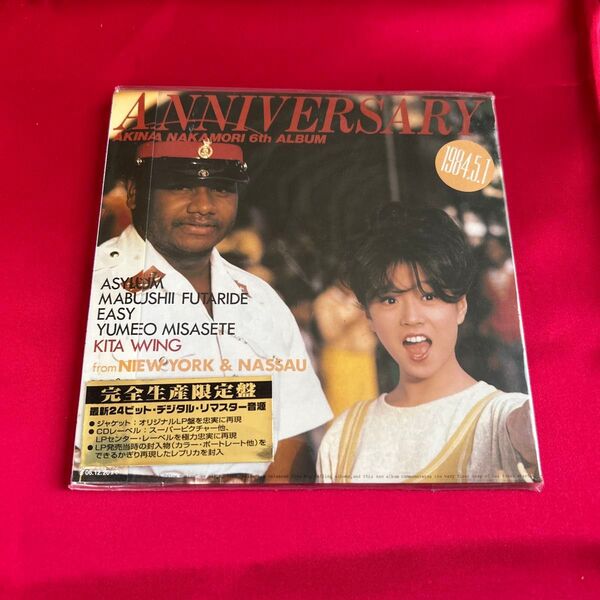 ANNIVERSARY
AKINA NAKAMORI 6th ALBUM
1984.5.1
ASYLUM
MABUSHII FUTARIDE
EASY
YUMEO MISASETE
KITA WING
from NEW YORK & NASSAU
完全生産限定盤
最新24ビット・デジタル・リマスター音源
●ジャケット：オリジナルLP盤を忠実に再現
●CDレーベル：スーパーピクチャー他、
LPセンター・レーベルを極力忠実に再現
●LP発売当時の封入物（カラー・ポートレート他）を
できるかぎり再現したレプリカを封入
06.12.20